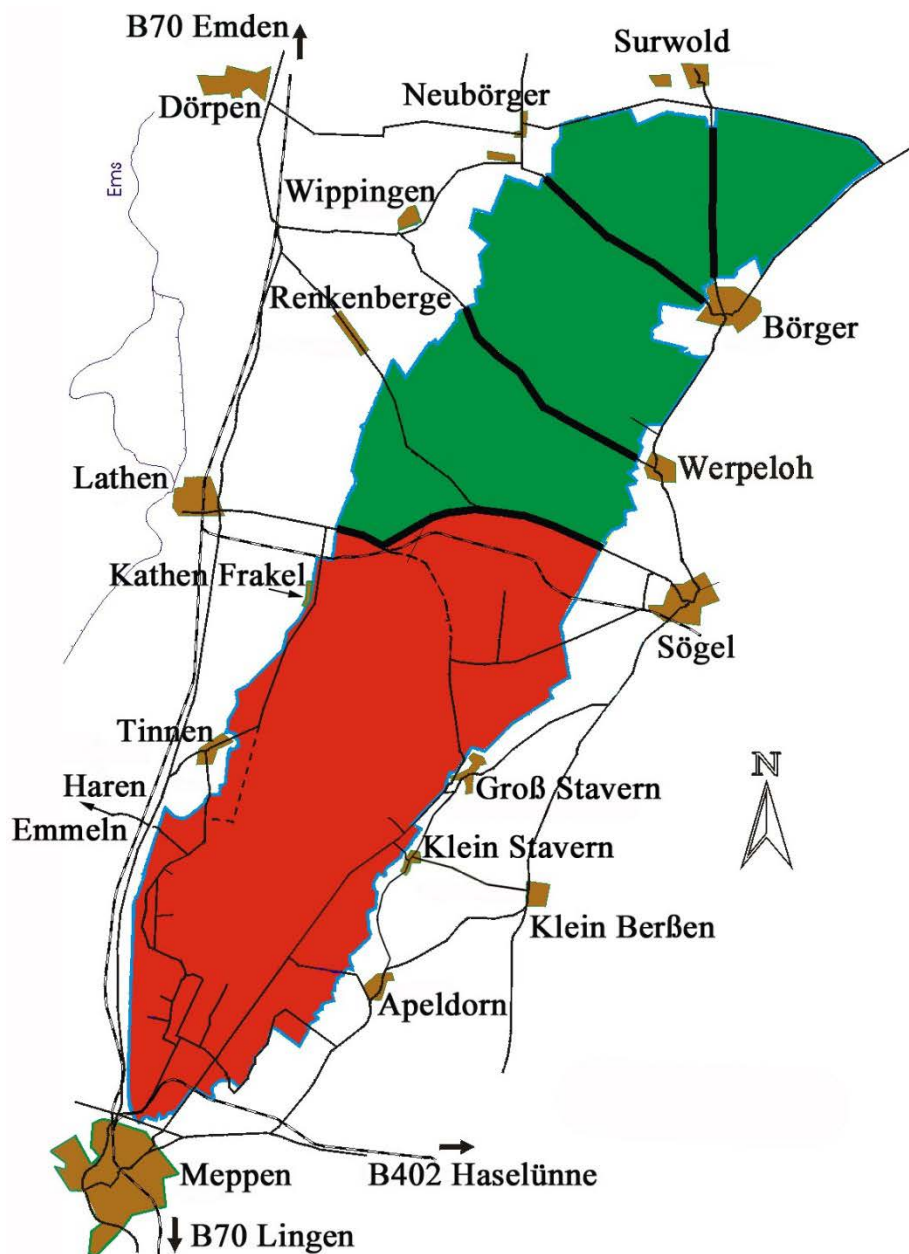 B70 Emden
Surwold
Dörpen
Neubörger
Ems
Wippingen
Renkenberge
Börger
Lathen
Werpeloh
Kathen Frakel
Sögel
Tinnen
N
Haren
Groß Stavern
Emmeln
Klein Stavern
Klein Berßen
Apeldorn
Meppen
B402 Haselünne
B70 Lingen